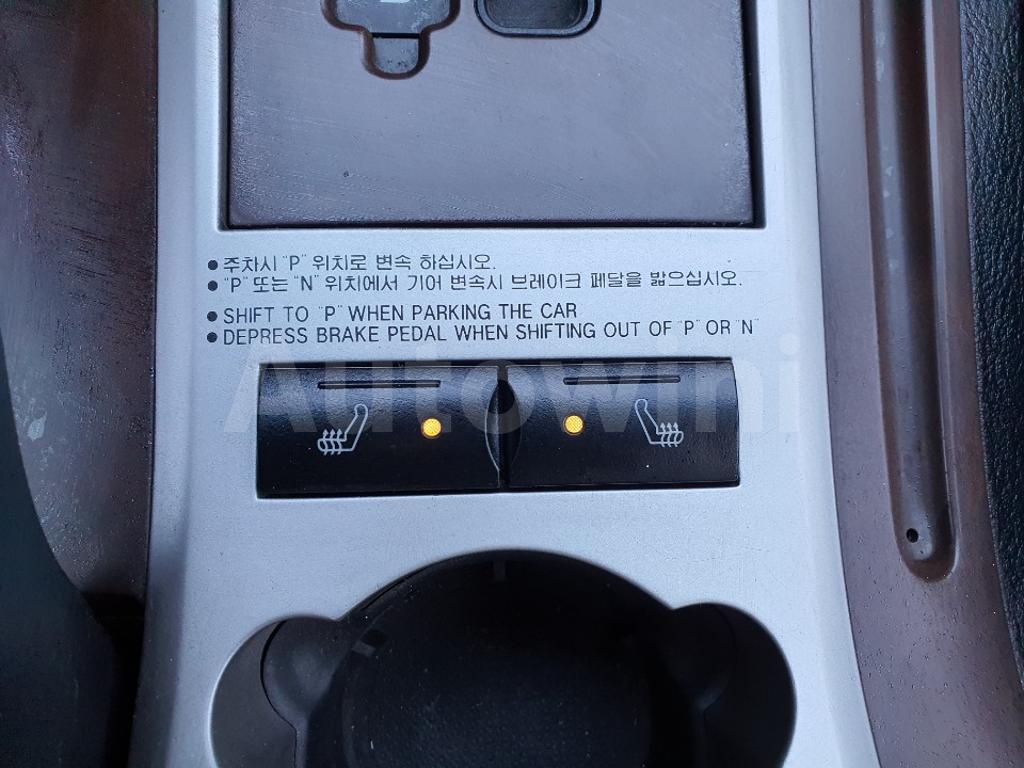 ● 주차시 "P" 위치로 변속 하십시오.
● "P" 또는 "N" 위치에서 기어 변속시 브레이크 페달을 밟으십시오.
● SHIFT TO "P" WHEN PARKING THE CAR
● DEPRESS BRAKE PEDAL WHEN SHIFTING OUT OF "P" OR "N"
Autowini